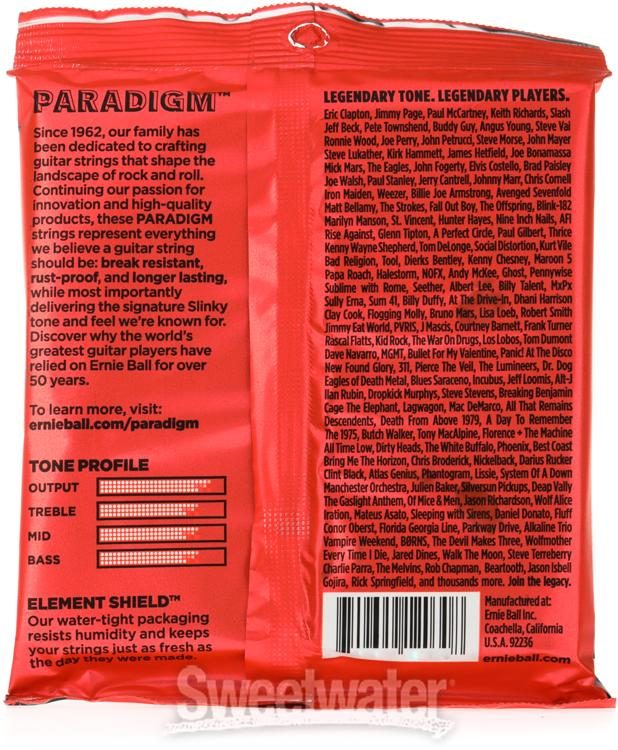 PARADIGM™
Since 1962, our family has
been dedicated to crafting
guitar strings that shape the
landscape of rock and roll.
Continuing our passion for
innovation and high-quality
products, these PARADIGM
strings represent everything
we believe a guitar string
should be: break resistant,
rust-proof, and longer lasting,
while most importantly
delivering the signature Slinky
tone and feel we're known for.
Discover why the world's
greatest guitar players have
relied on Ernie Ball for over
50 years.
To learn more, visit:
ernieball.com/paradigm
TONE PROFILE
OUTPUT
TREBLE
MID
BASS
ELEMENT SHIELD™
Our water-tight packaging
resists humidity and keeps
your strings just as fresh as
the day they were made.
LEGENDARY TONE. LEGENDARY PLAYERS.
Eric Clapton, Jimmy Page, Paul McCartney, Keith Richards, Slash
Jeff Beck, Pete Townshend, Buddy Guy, Angus Young, Steve Vai
Ronnie Wood, Joe Perry, John Petrucci, Steve Morse, John Mayer
Steve Lukather, Kirk Hammett, James Hetfield, Joe Bonamassa
Mick Mars, The Eagles, John Fogerty, Elvis Costello, Brad Paisley
Joe Walsh, Paul Stanley, Jerry Cantrell, Johnny Marr, Chris Cornell
Iron Maiden, Weezer, Billie Joe Armstrong, Avenged Sevenfold
Matt Bellamy, The Strokes, Fall Out Boy, The Offspring, Blink-182
Marilyn Manson, St. Vincent, Hunter Hayes, Nine Inch Nails, AFI
Rise Against, Glenn Tipton, A Perfect Circle, Paul Gilbert, Thrice
Kenny Wayne Shepherd, Tom DeLonge, Social Distortion, Kurt Vile
Bad Religion, Tool, Dierks Bentley, Kenny Chesney, Maroon 5
Papa Roach, Halestorm, NOFX, Andy McKee, Ghost, Pennywise
Sublime with Rome, Seether, Albert Lee, Billy Talent, MxPx
Sully Erna, Sum 41, Billy Duffy, At The Drive-In, Dhani Harrison
Clay Cook, Flogging Molly, Bruno Mars, Lisa Loeb, Robert Smith
Jimmy Eat World, PVRIS, J Mascis, Courtney Barnett, Frank Turner
Rascal Flatts, Kid Rock, The War On Drugs, Los Lobos, Tom Dumont
Dave Navarro, MGMT, Bullet For My Valentine, Panic! At The Disco
New Found Glory, 311, Pierce The Veil, The Lumineers, Dr. Dog
Eagles of Death Metal, Blues Saraceno, Incubus, Jeff Loomis, Alt-J
Ilan Rubin, Dropkick Murphys, Steve Stevens, Breaking Benjamin
Cage The Elephant, Lagwagon, Mac DeMarco, All That Remains
Descendents, Death From Above 1979, A Day To Remember
The 1975, Butch Walker, Tony MacAlpine, Florence + The Machine
All Time Low, Dirty Heads, The White Buffalo, Phoenix, Best Coast
Bring Me The Horizon, Chris Broderick, Nickelback, Darius Rucker
Clint Black, Atlas Genius, Phantogram, Lissie, System Of A Down
Manchester Orchestra, Julien Baker, Silversun Pickups, Deap Vally
The Gaslight Anthem, Of Mice & Men, Jason Richardson, Wolf Alice
Iration, Mateus Asato, Sleeping with Sirens, Daniel Donato, Fluff
Conor Oberst, Florida Georgia Line, Parkway Drive, Alkaline Trio
Vampire Weekend, BØRNS, The Devil Makes Three, Wolfmother
Every Time I Die, Jared Dines, Walk The Moon, Steve Terreberry
Charlie Parra, The Melvins, Rob Chapman, Beartooth, Jason Isbell
Gojira, Rick Springfield, and thousands more. Join the legacy.
Manufactured at:
Ernie Ball Inc.
Coachella, California
U.S.A. 92236
ernieball.com
Sweetwater®